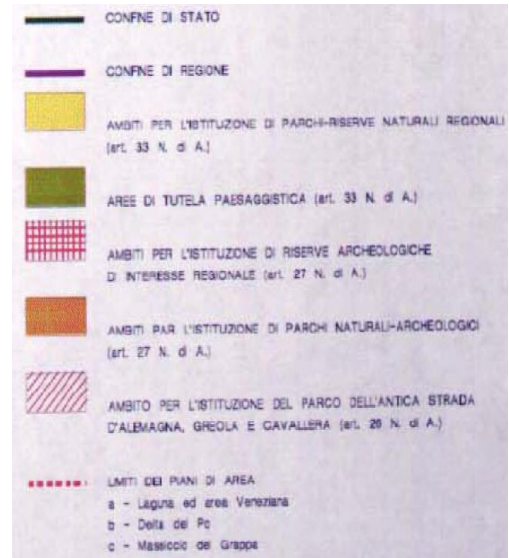 CONFINE DI STATO
CONFINE DI REGIONE
AMBITI PER L'ISTITUZIONE DI PARCHI-RISERVE NATURALI REGIONALI
(art. 33 N. di A.)
AREE DI TUTELA PAESAGGISTICA (art. 33 N. di A.)
AMBITI PER L'ISTITUZIONE DI RISERVE ARCHEOLOGICHE
DI INTERESSE REGIONALE (art. 27 N. di A.)
AMBITI PAR L'ISTITUZIONE DI PARCHI NATURALI-ARCHEOLOGICI
(art. 27 N. di A.)
AMBITO PER L'ISTITUZIONE DEL PARCO DELL'ANTICA STRADA
D'ALEMAGNA, GREOLA E CAVALLERA (art. 26 N. di A.)
LIMITI DEI PIANI DI AREA
a - Laguna ed area Veneziana
b - Delta del Po
c - Massiccio del Grappa